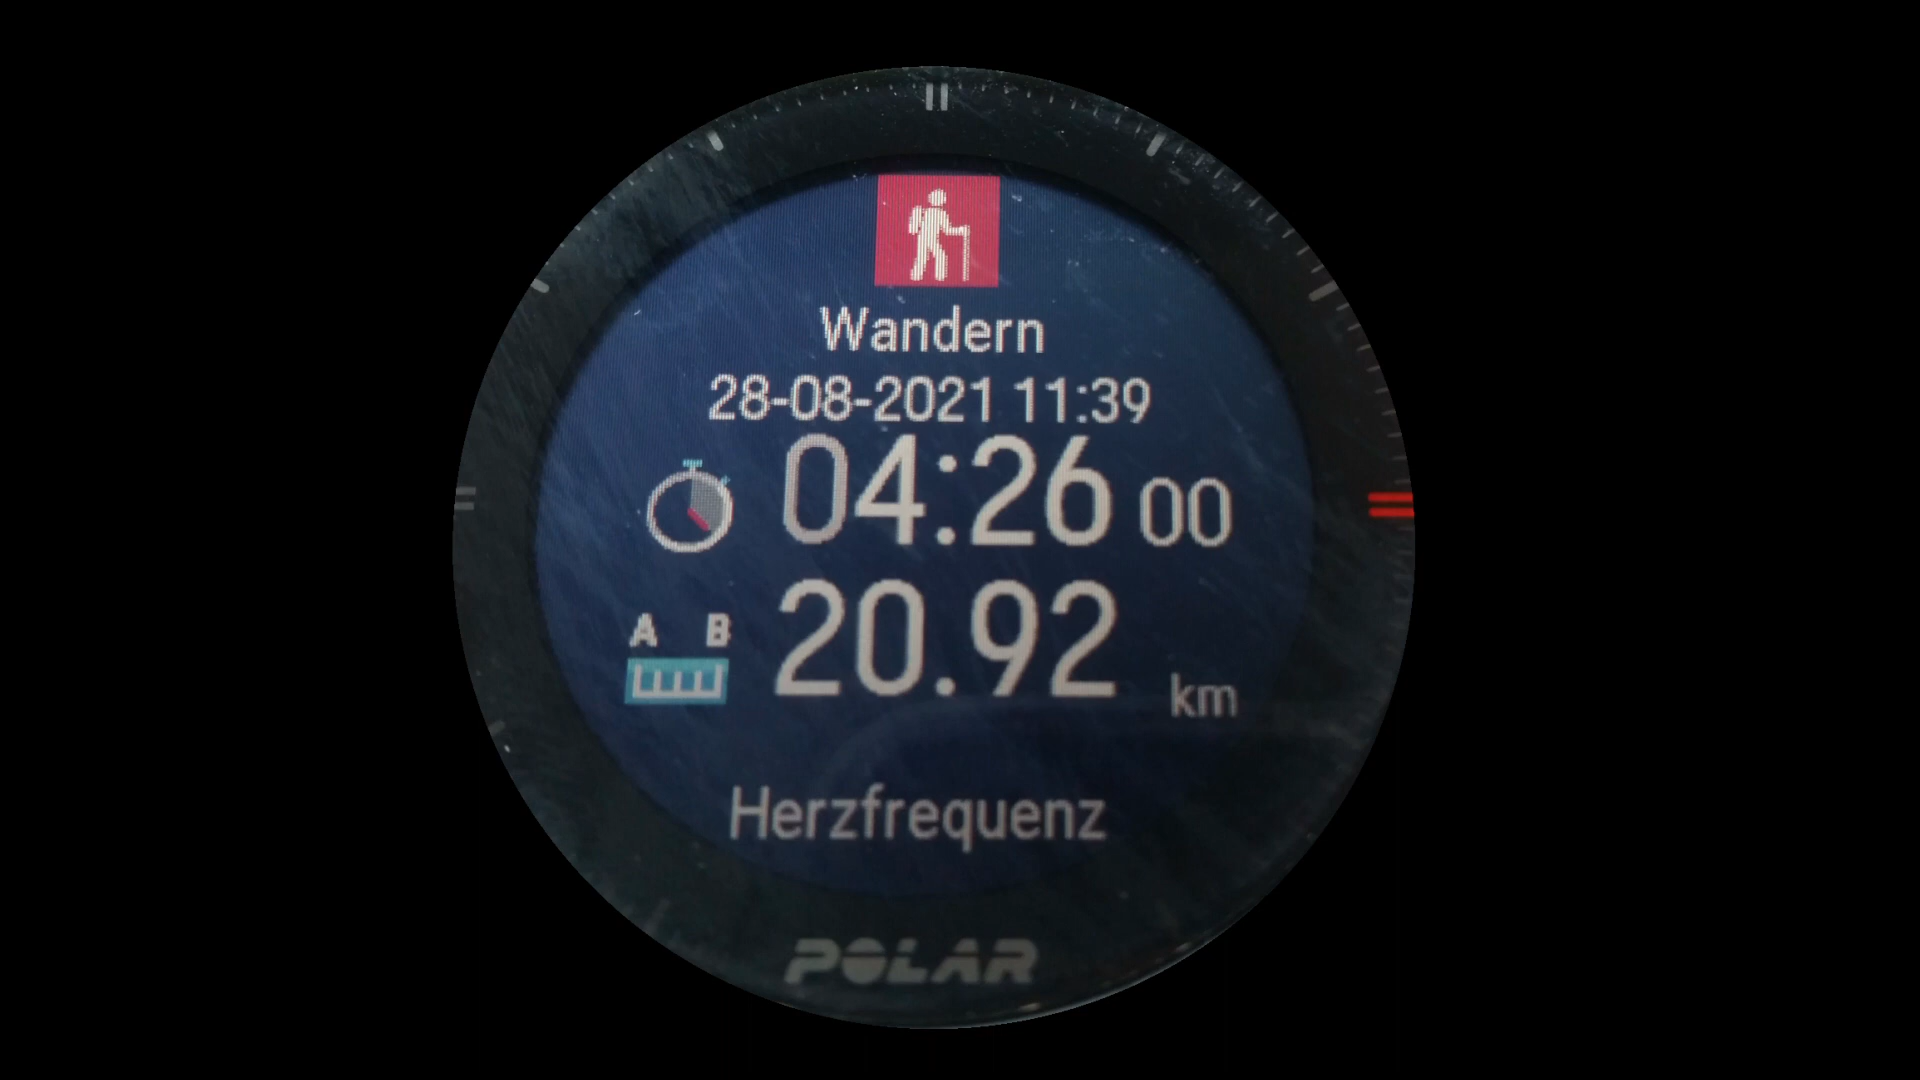 Wandern
28-08-2021 11:39
04:26 00
A B
20.92 km
Herzfrequenz
POLAR